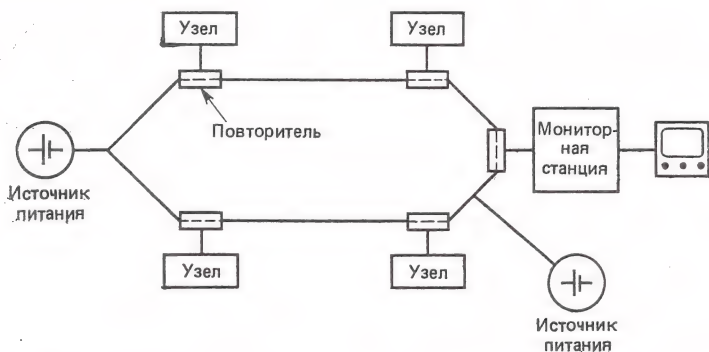 Узел
Узел
Повторитель
Монитор-
ная
станция
Источник
питания
Узел
Узел
Источник
питания